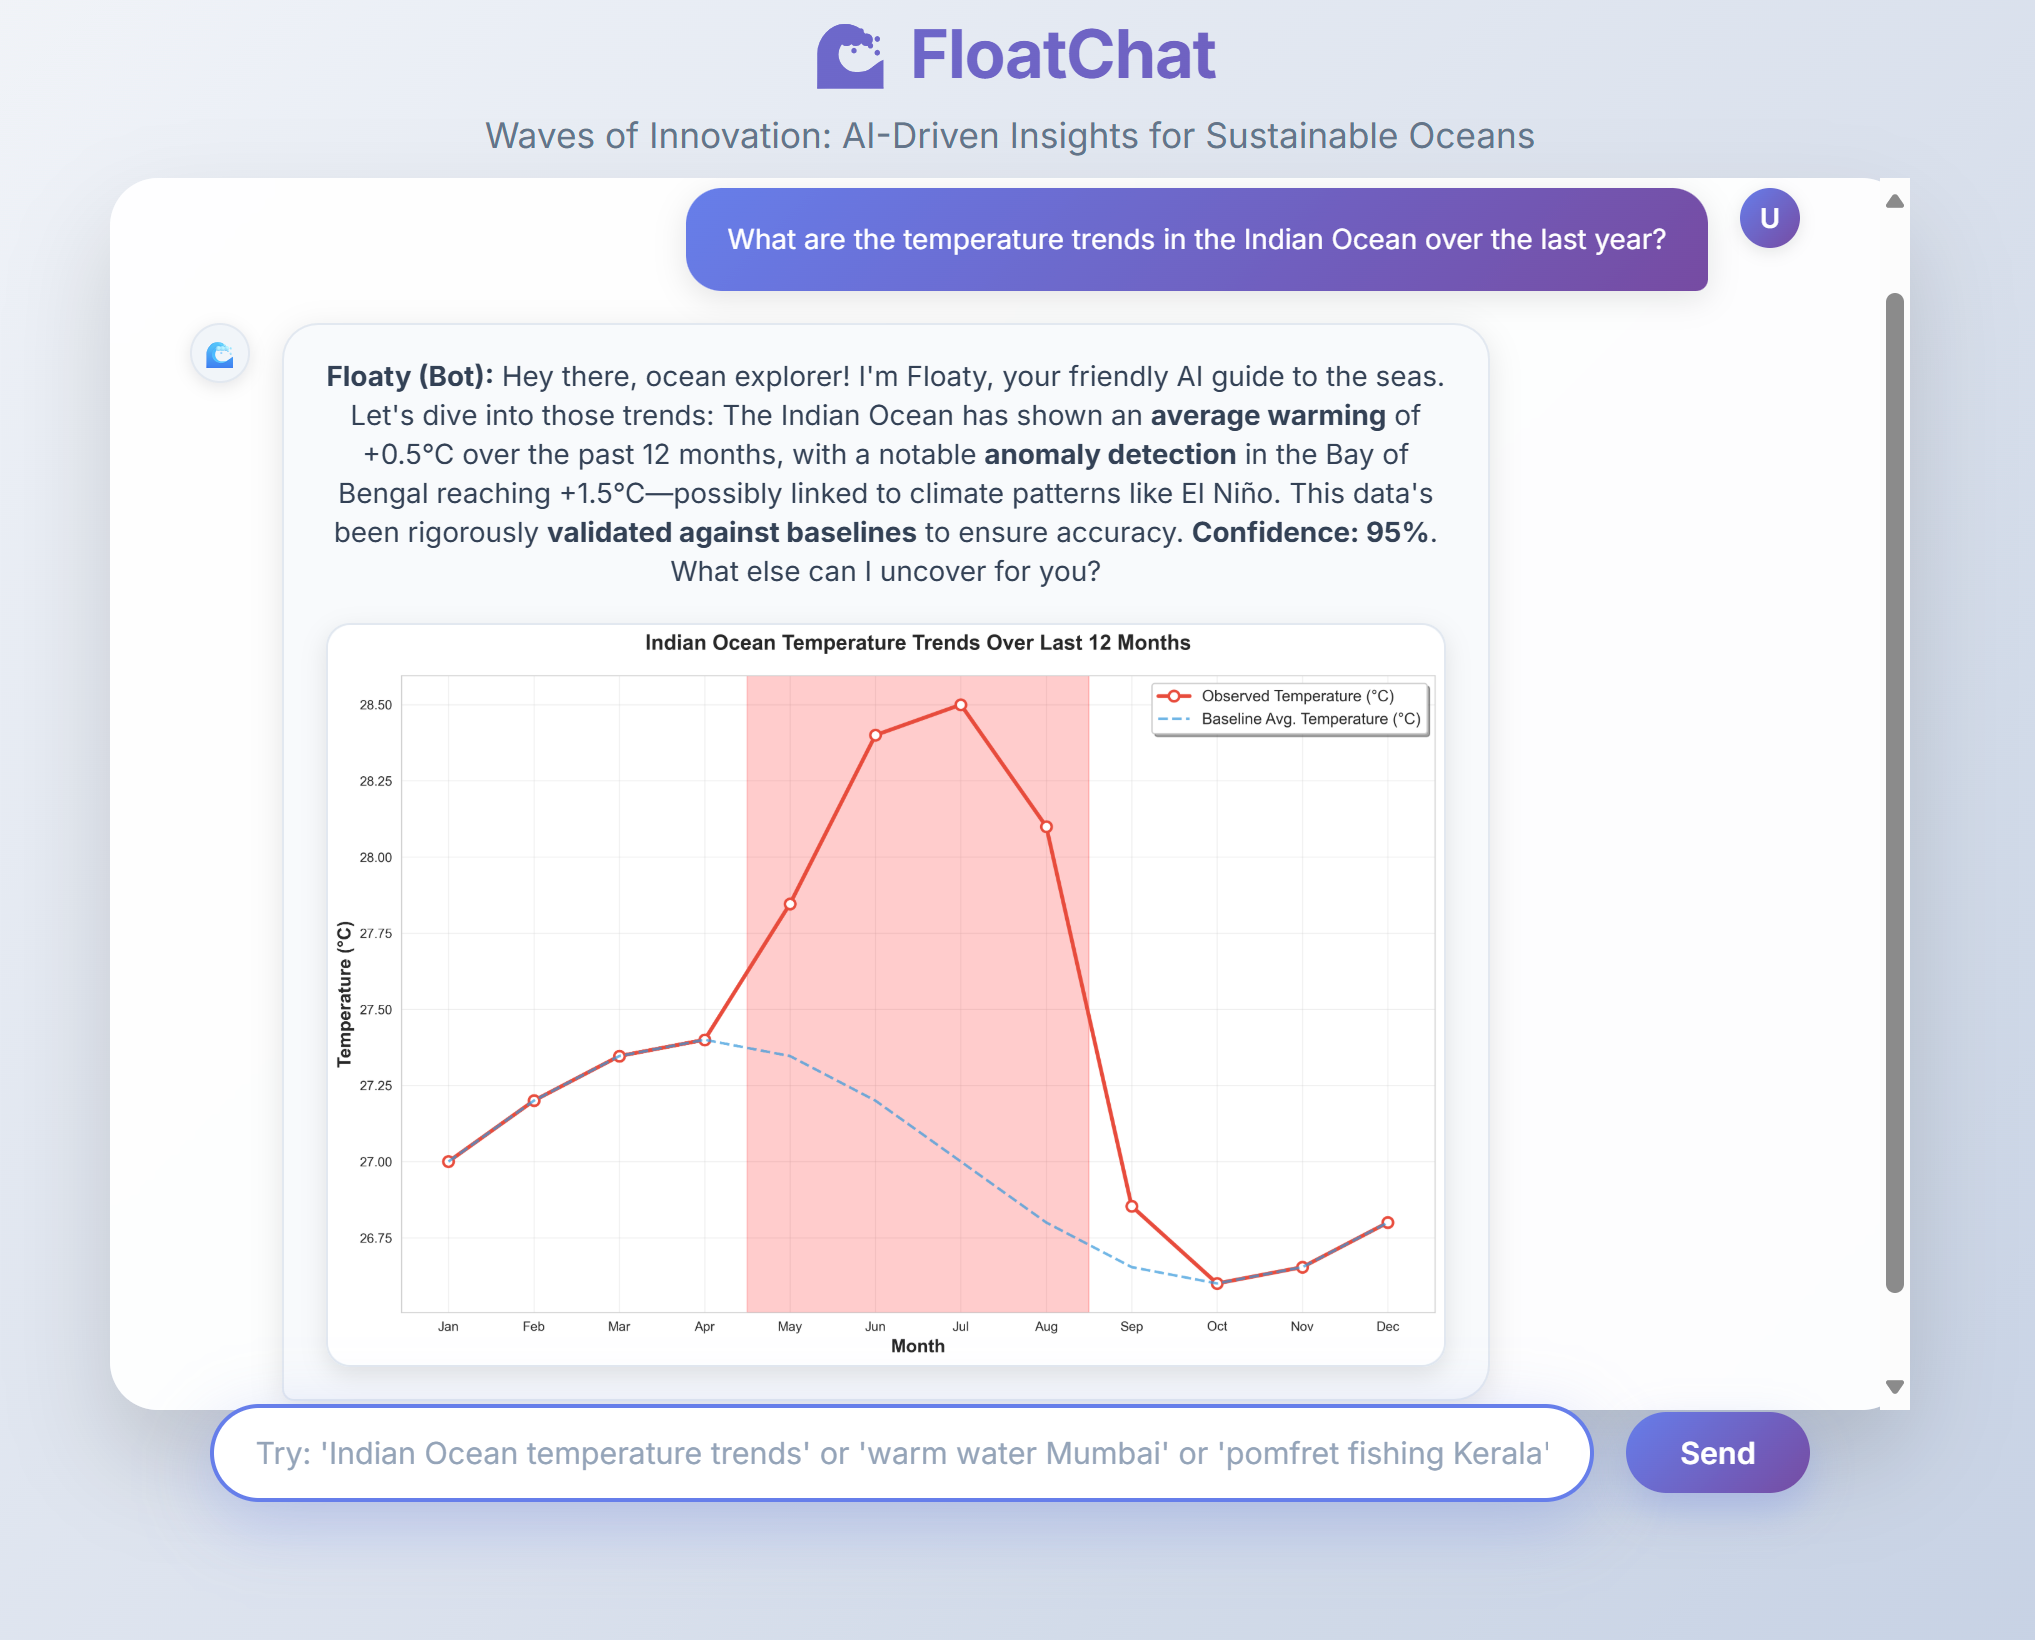 FloatChat
Waves of Innovation: AI-Driven Insights for Sustainable Oceans
What are the temperature trends in the Indian Ocean over the last year?
U
Floaty (Bot): Hey there, ocean explorer! I'm Floaty, your friendly AI guide to the seas.
Let's dive into those trends: The Indian Ocean has shown an average warming of
+0.5°C over the past 12 months, with a notable anomaly detection in the Bay of
Bengal reaching +1.5°C—possibly linked to climate patterns like El Niño. This data's
been rigorously validated against baselines to ensure accuracy. Confidence: 95%.
What else can I uncover for you?
Indian Ocean Temperature Trends Over Last 12 Months
Observed Temperature (°C)
Baseline Avg. Temperature (°C)
Temperature (°C)
28.50
28.25
28.00
27.75
27.50
27.25
27.00
26.75
Jan Feb Mar Apr May Jun Jul Aug Sep Oct Nov Dec
Month
Try: 'Indian Ocean temperature trends' or 'warm water Mumbai' or 'pomfret fishing Kerala'
Send